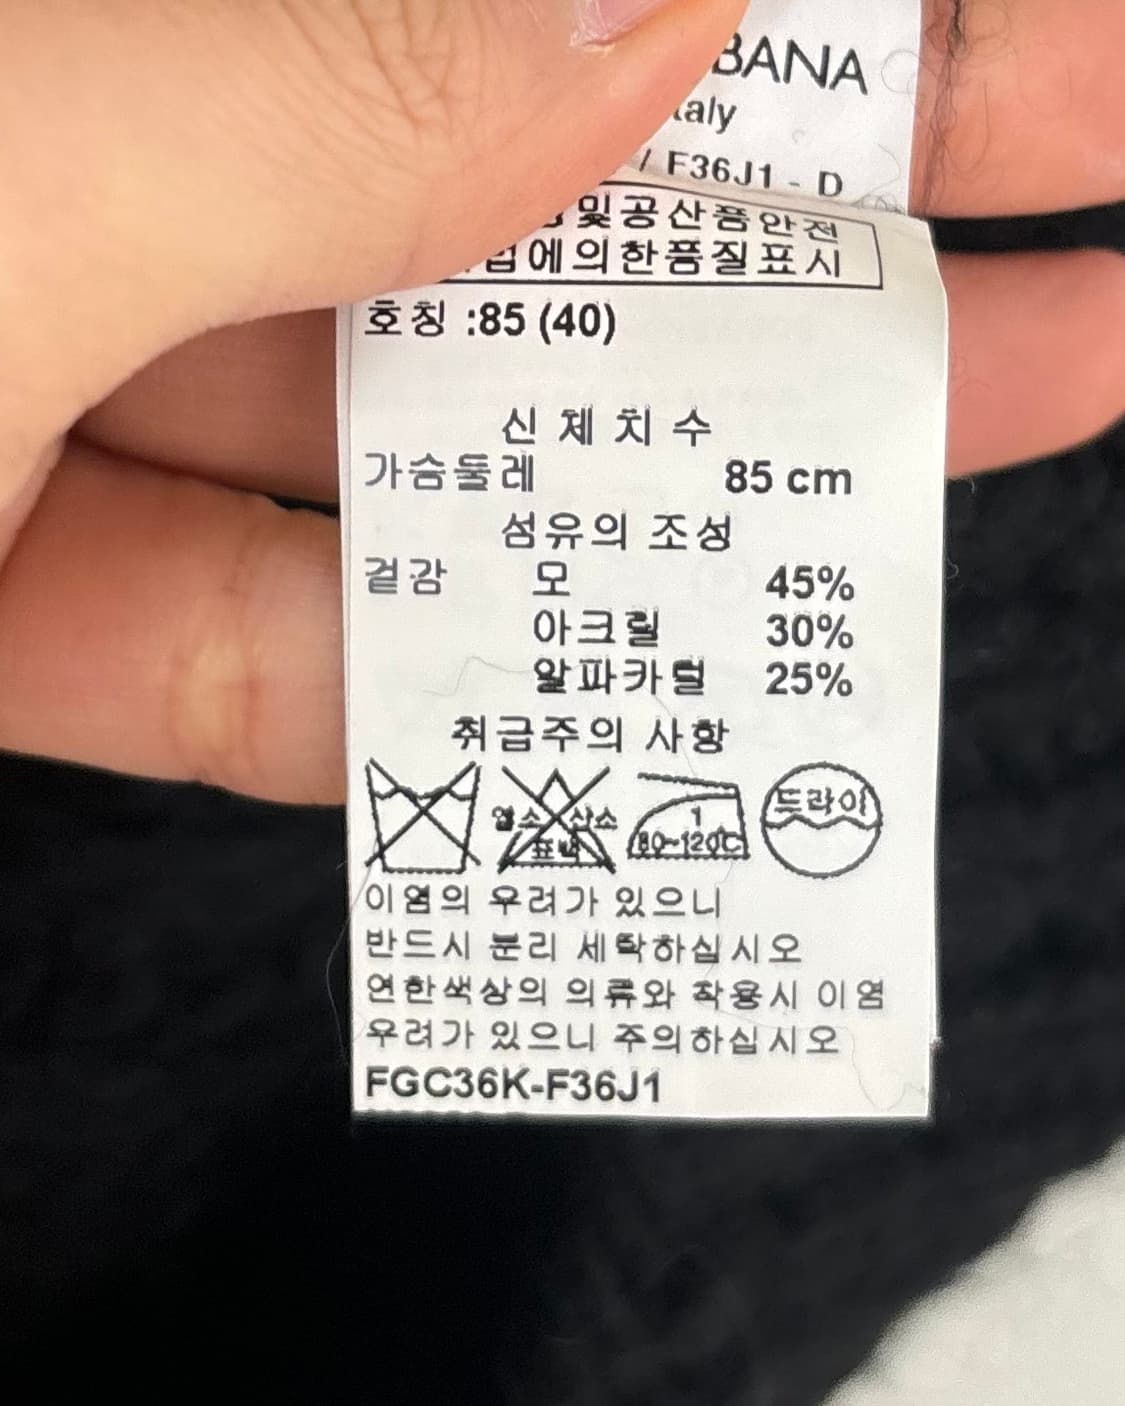 BANA
F36J1 - D
및공산품안전
법에의한품질표시
호칭 :85 (40)
신체치수
가슴둘레 85 cm
섬유의 조성
겉감 모 45%
아크릴 30%
알파카털 25%
취급주의 사항
염소 산소 1 드라이
표백 80~120℃
이염의 우려가 있으니
반드시 분리 세탁하십시오
연한색상의 의류와 착용시 이염
우려가 있으니 주의하십시오
FGC36K-F36J1